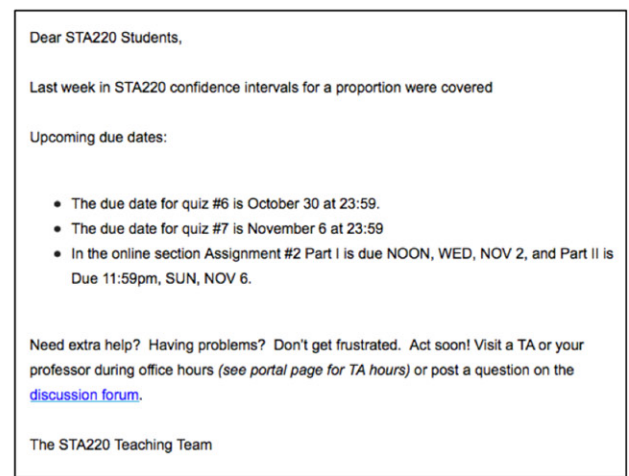 Dear STA220 Students,
Last week in STA220 confidence intervals for a proportion were covered
Upcoming due dates:
• The due date for quiz #6 is October 30 at 23:59.
• The due date for quiz #7 is November 6 at 23:59
• In the online section Assignment #2 Part I is due NOON, WED, NOV 2, and Part II is
Due 11:59pm, SUN, NOV 6.
Need extra help?  Having problems?  Don't get frustrated.  Act soon! Visit a TA or your
professor during office hours (see portal page for TA hours) or post a question on the
discussion forum.
The STA220 Teaching Team